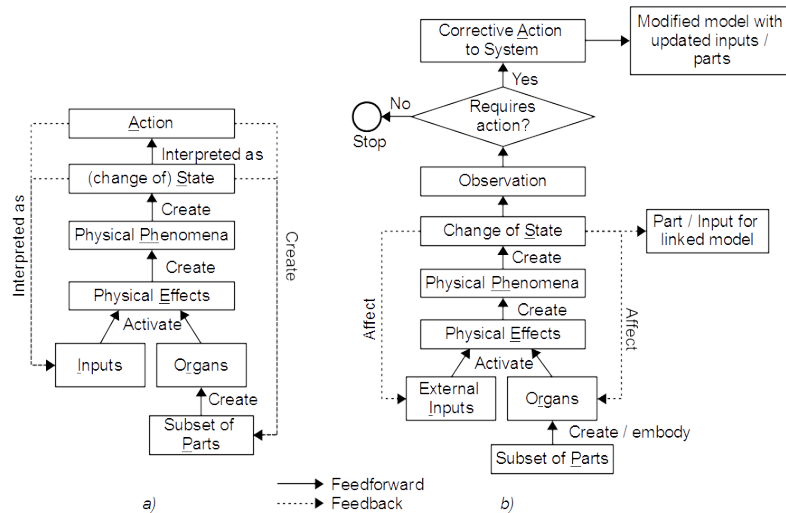 Action
Interpreted as
(change of) State
Create
Physical Phenomena
Create
Physical Effects
Activate
Inputs
Organs
Create
Subset of
Parts
Interpreted as
Create
a)
Corrective Action
to System
Modified model with
updated inputs /
parts
Yes
No
Requires
action?
Stop
Observation
Change of State
Part / Input for
linked model
Create
Physical Phenomena
Create
Physical Effects
Activate
External
Inputs
Organs
Create / embody
Subset of Parts
Affect
Affect
b)
Feedforward
Feedback